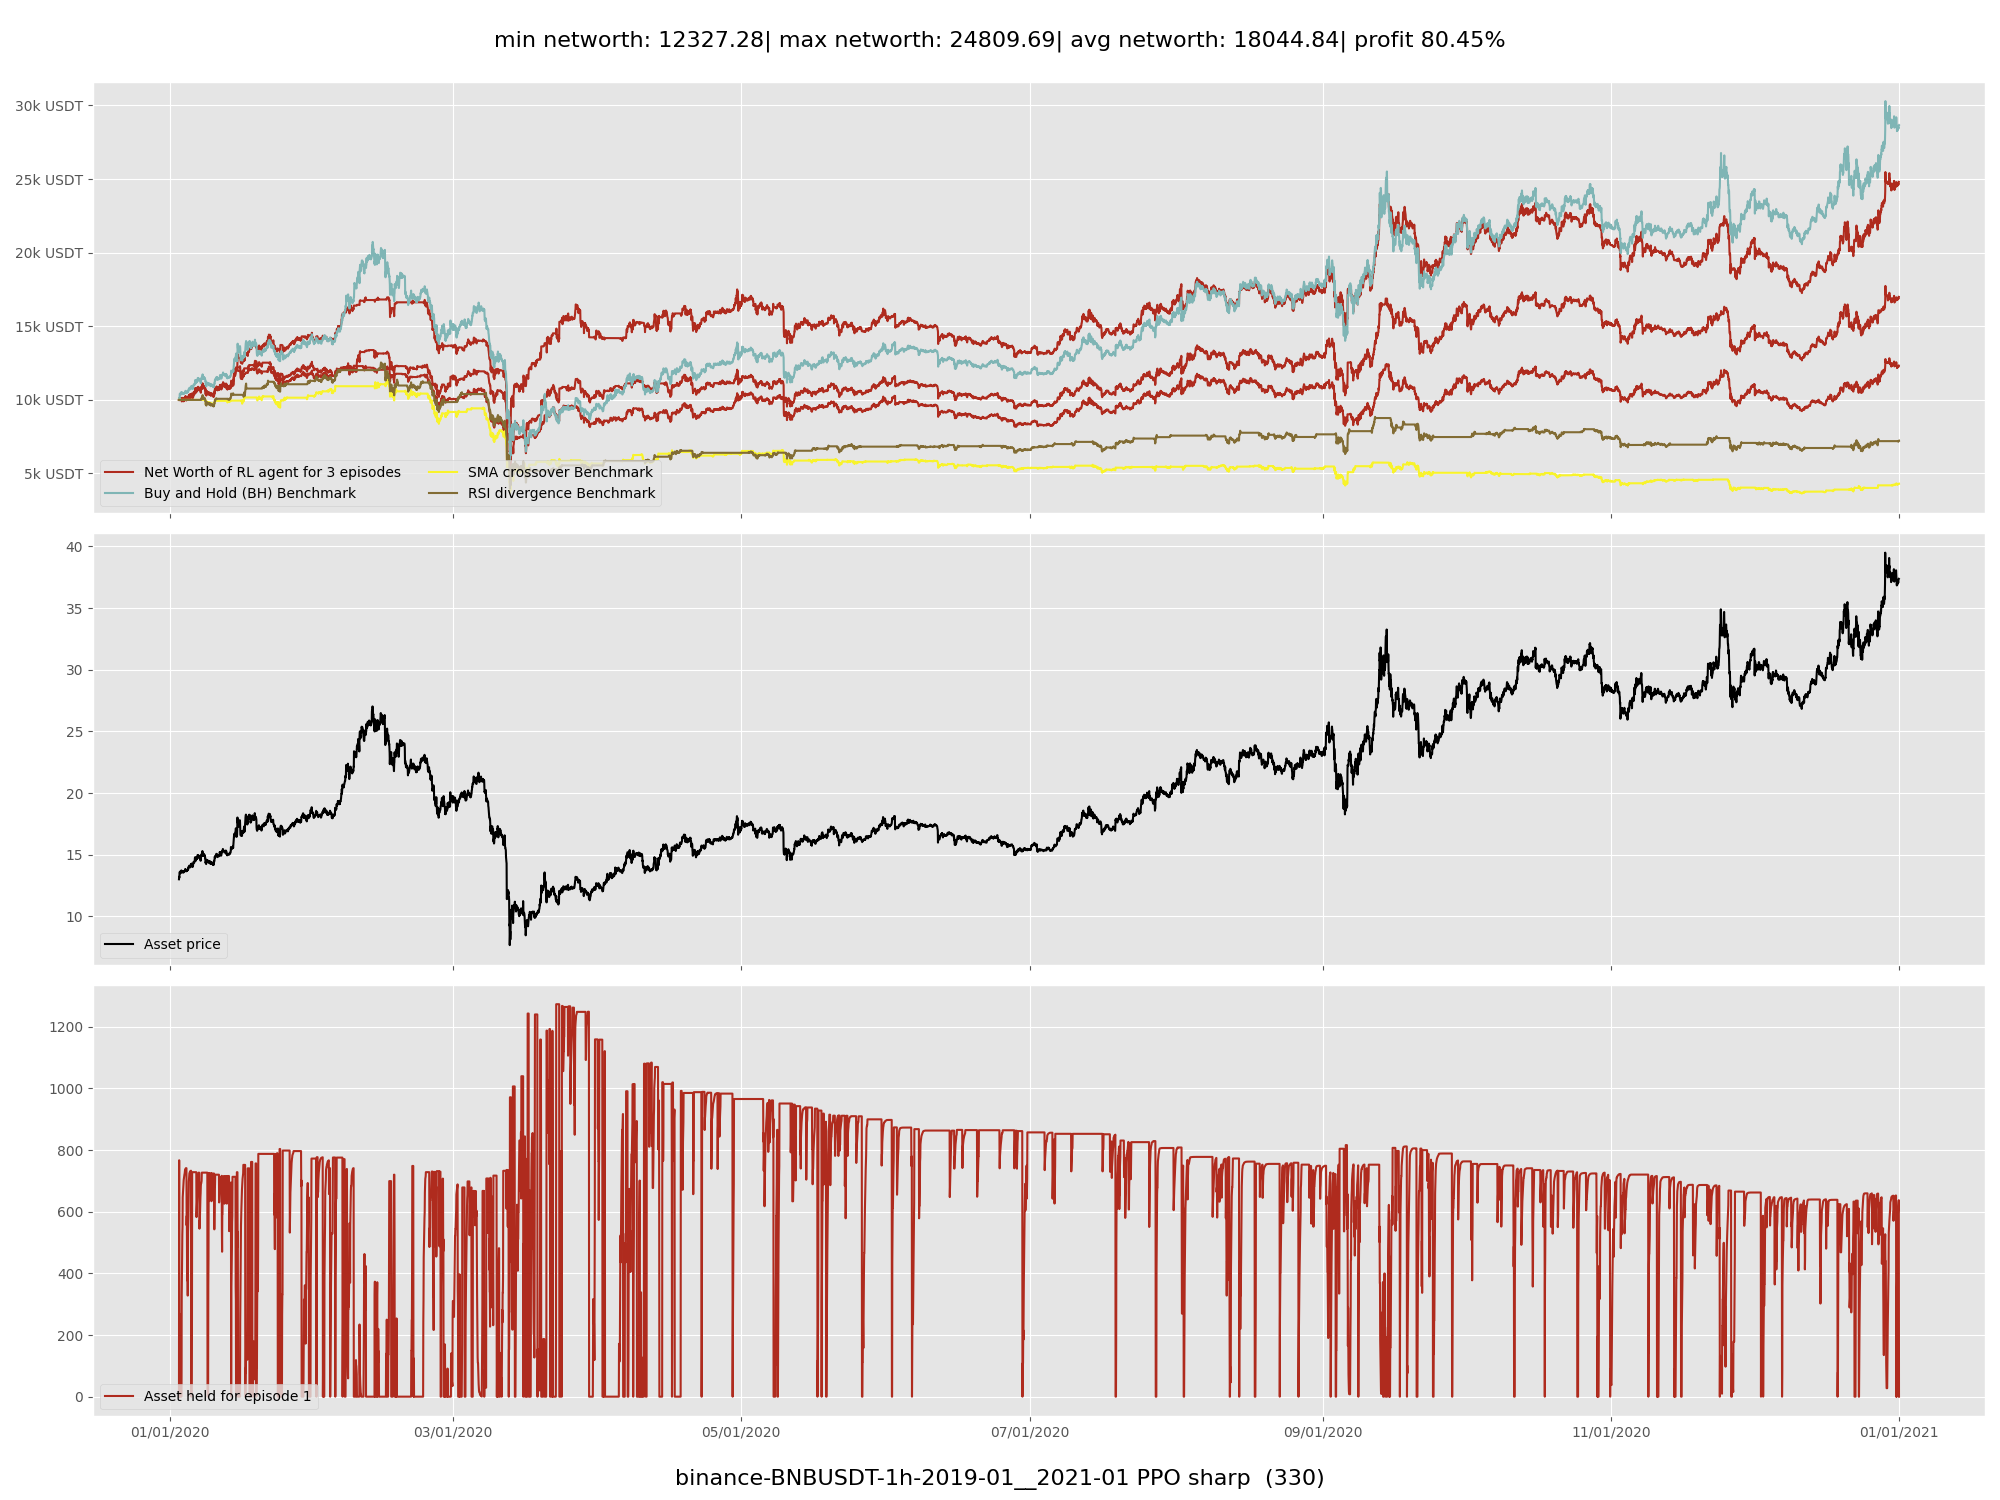 min networth: 12327.28| max networth: 24809.69| avg networth: 18044.84| profit 80.45%
30k USDT
25k USDT
20k USDT
15k USDT
10k USDT
5k USDT
Net Worth of RL agent for 3 episodes
Buy and Hold (BH) Benchmark
SMA crossover Benchmark
RSI divergence Benchmark
40
35
30
25
20
15
10
Asset price
1200
1000
800
600
400
200
0
Asset held for episode 1
01/01/2020 03/01/2020 05/01/2020 07/01/2020 09/01/2020 11/01/2020 01/01/2021
binance-BNBUSDT-1h-2019-01__2021-01 PPO sharp (330)